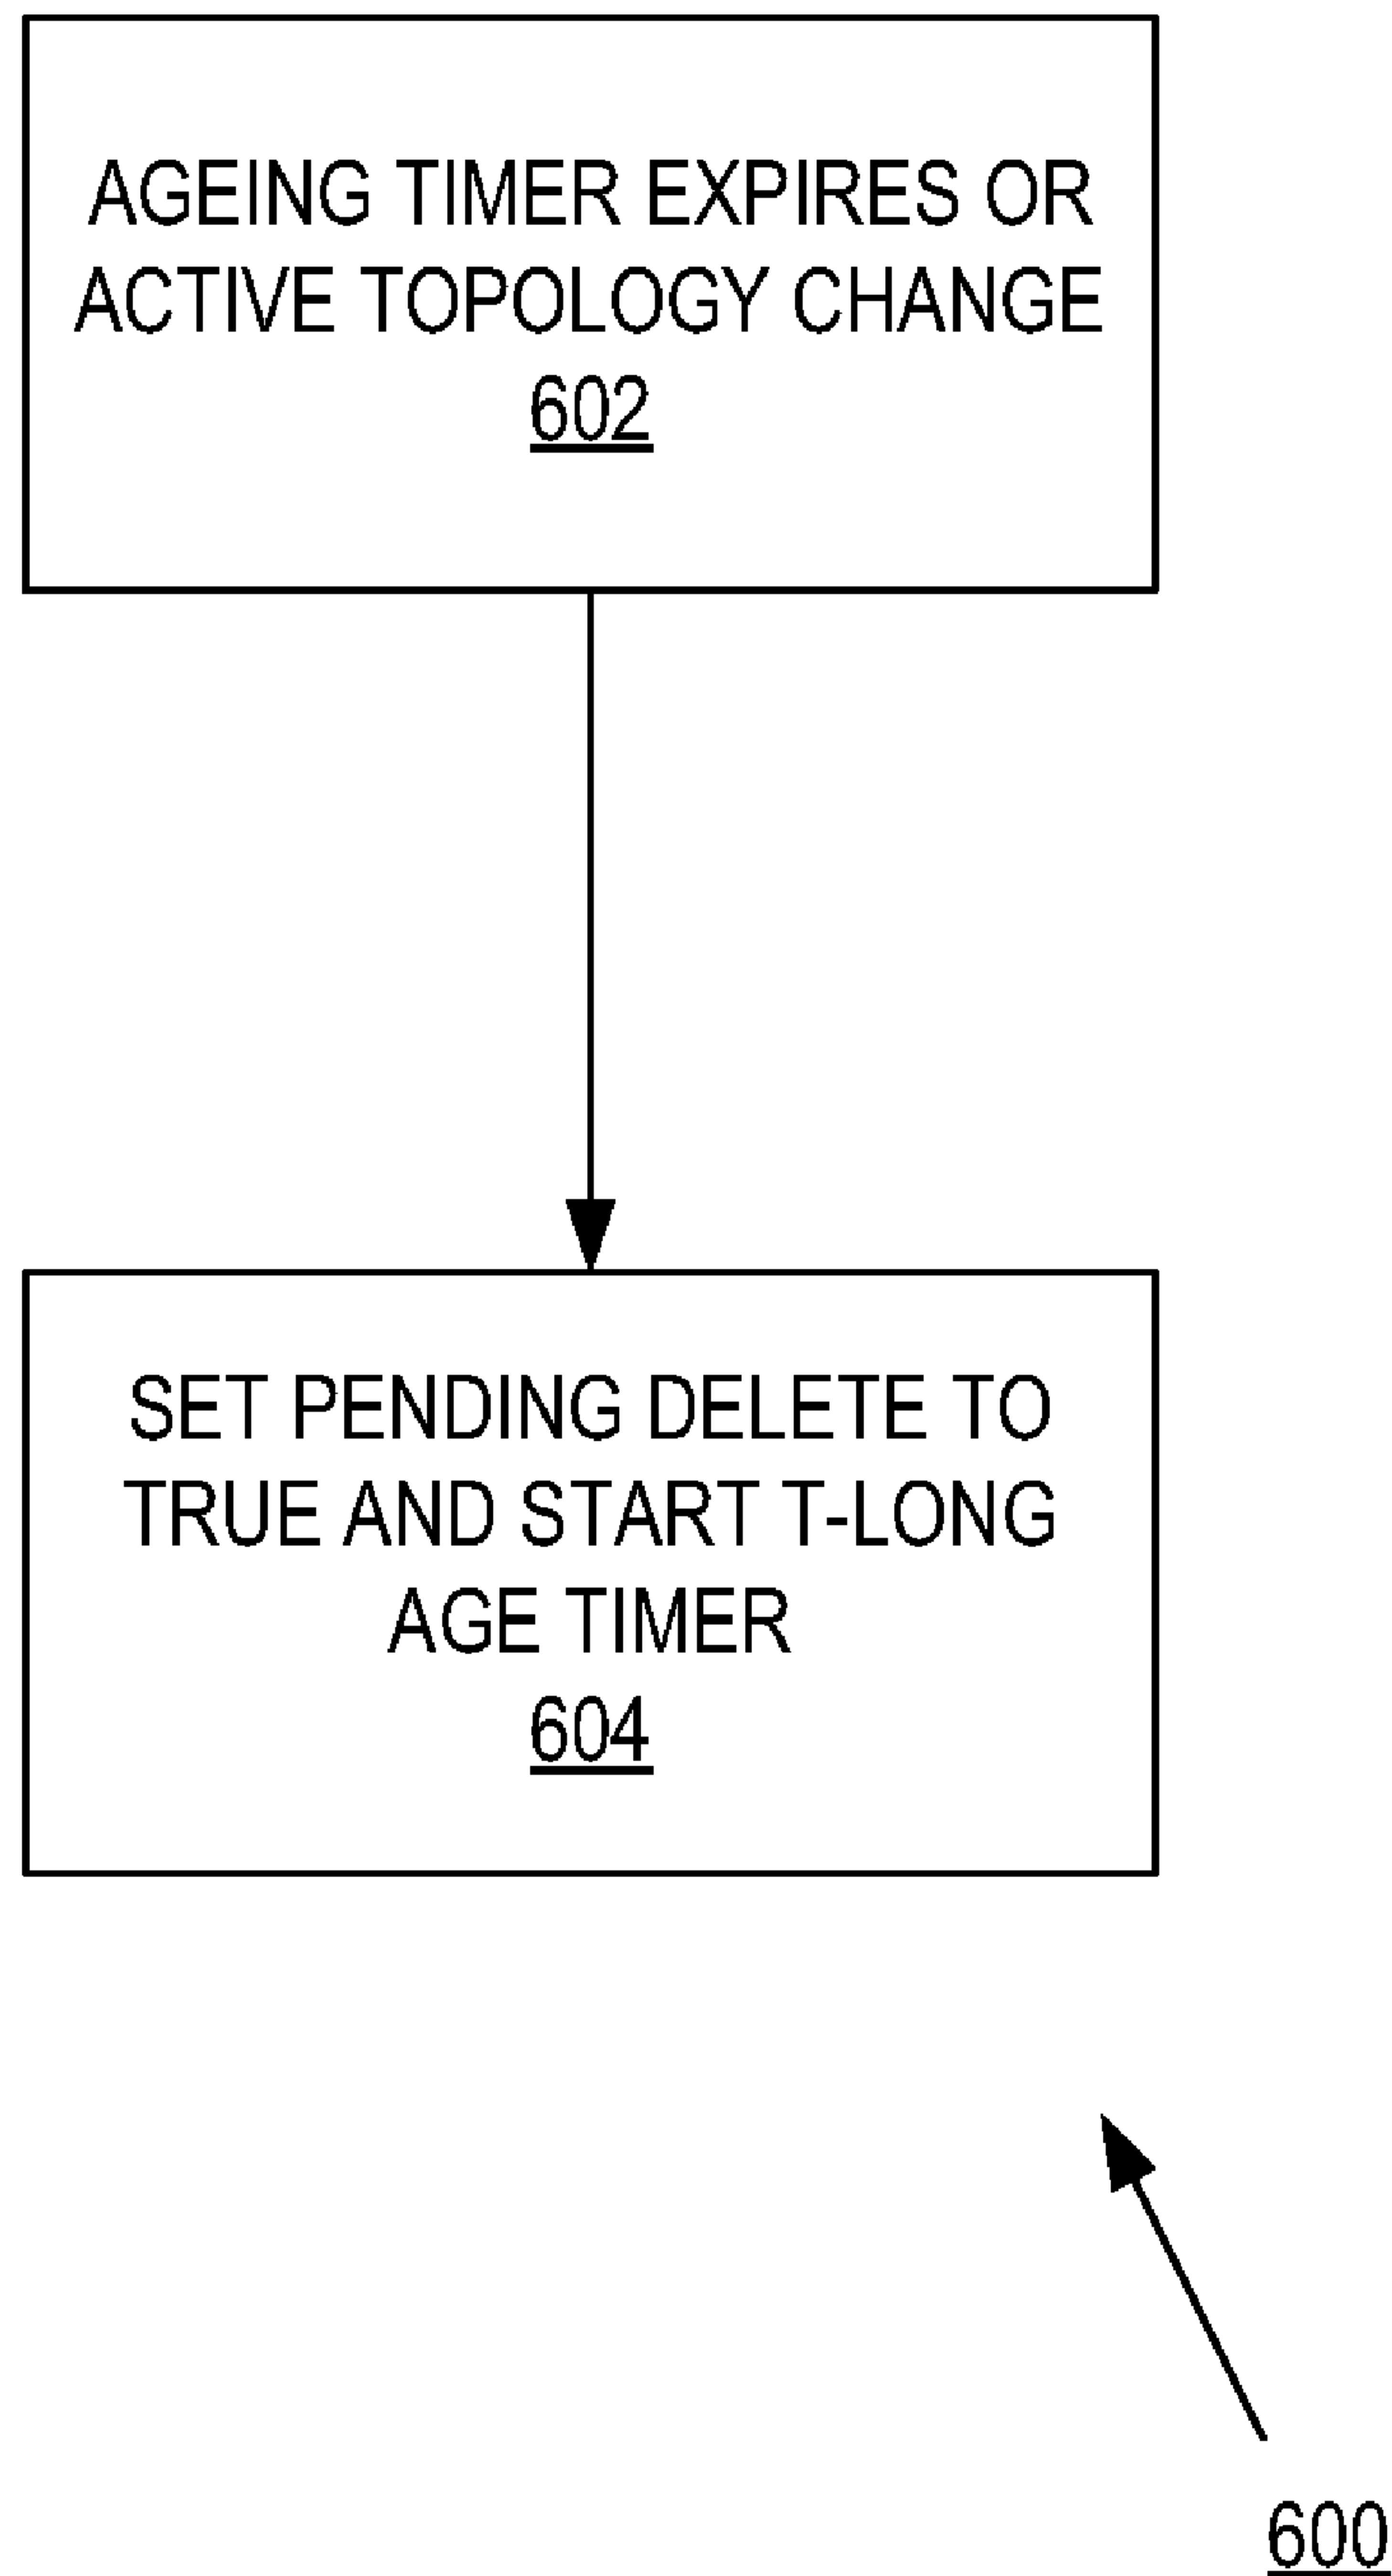 AGEING TIMER EXPIRES OR
ACTIVE TOPOLOGY CHANGE
602
SET PENDING DELETE TO
TRUE AND START T-LONG
AGE TIMER
604
600